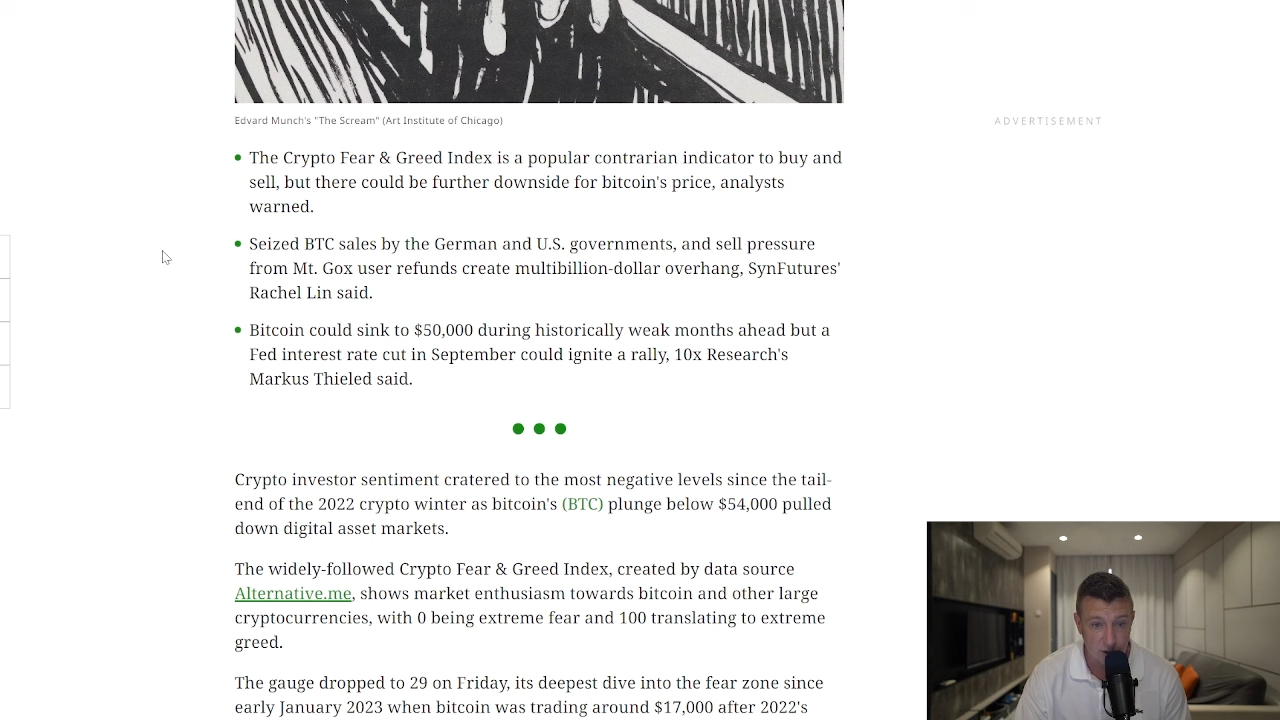 Edvard Munch's "The Scream" (Art Institute of Chicago)
ADVERTISEMENT
The Crypto Fear & Greed Index is a popular contrarian indicator to buy and
sell, but there could be further downside for bitcoin's price, analysts
warned.
Seized BTC sales by the German and U.S. governments, and sell pressure
from Mt. Gox user refunds create multibillion-dollar overhang, SynFutures'
Rachel Lin said.
Bitcoin could sink to $50,000 during historically weak months ahead but a
Fed interest rate cut in September could ignite a rally, 10x Research's
Markus Thieled said.
Crypto investor sentiment cratered to the most negative levels since the tail-
end of the 2022 crypto winter as bitcoin's (BTC) plunge below $54,000 pulled
down digital asset markets.
The widely-followed Crypto Fear & Greed Index, created by data source
Alternative.me, shows market enthusiasm towards bitcoin and other large
cryptocurrencies, with 0 being extreme fear and 100 translating to extreme
greed.
The gauge dropped to 29 on Friday, its deepest dive into the fear zone since
early January 2023 when bitcoin was trading around $17,000 after 2022's